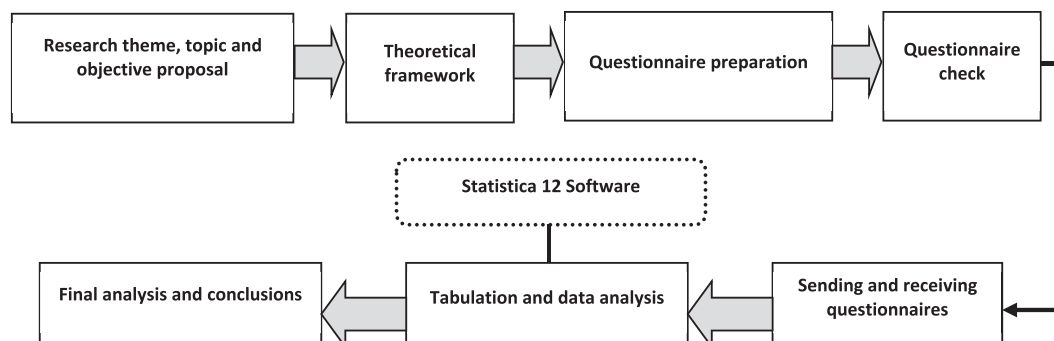 Research theme, topic and
objective proposal
Theoretical
framework
Questionnaire preparation
Questionnaire
check
Statistica 12 Software
Final analysis and conclusions
Tabulation and data analysis
Sending and receiving
questionnaires